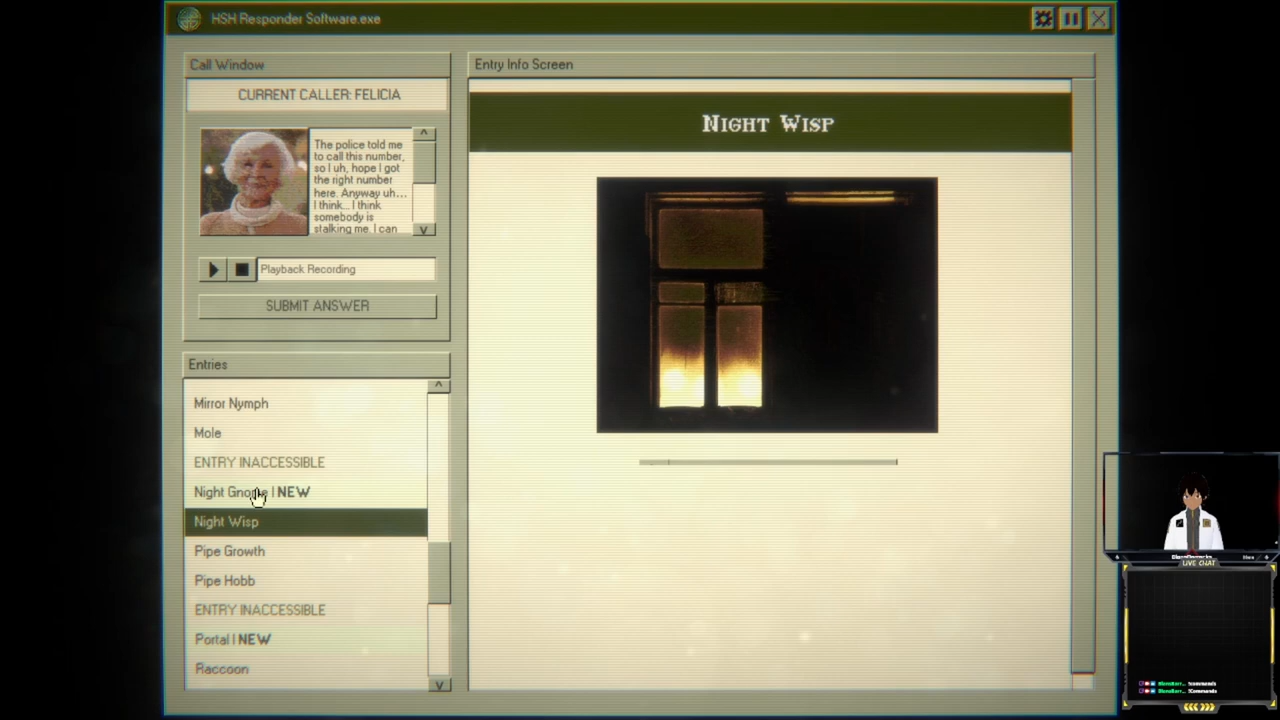 HSH Responder Software.exe
Call Window
CURRENT CALLER: FELICIA
The police told me
to call this number,
so I uh, hope I got
the right number
here. Anyway uh...
I think... I think
somebody is
stalking me. I can
Playback Recording
SUBMIT ANSWER
Entries
Mirror Nymph
Mole
ENTRY INACCESSIBLE
Night Gnome | NEW
Night Wisp
Pipe Growth
Pipe Hobb
ENTRY INACCESSIBLE
Portal | NEW
Raccoon
Entry Info Screen
Night Wisp
LIVE CHAT
!commands
!Commands